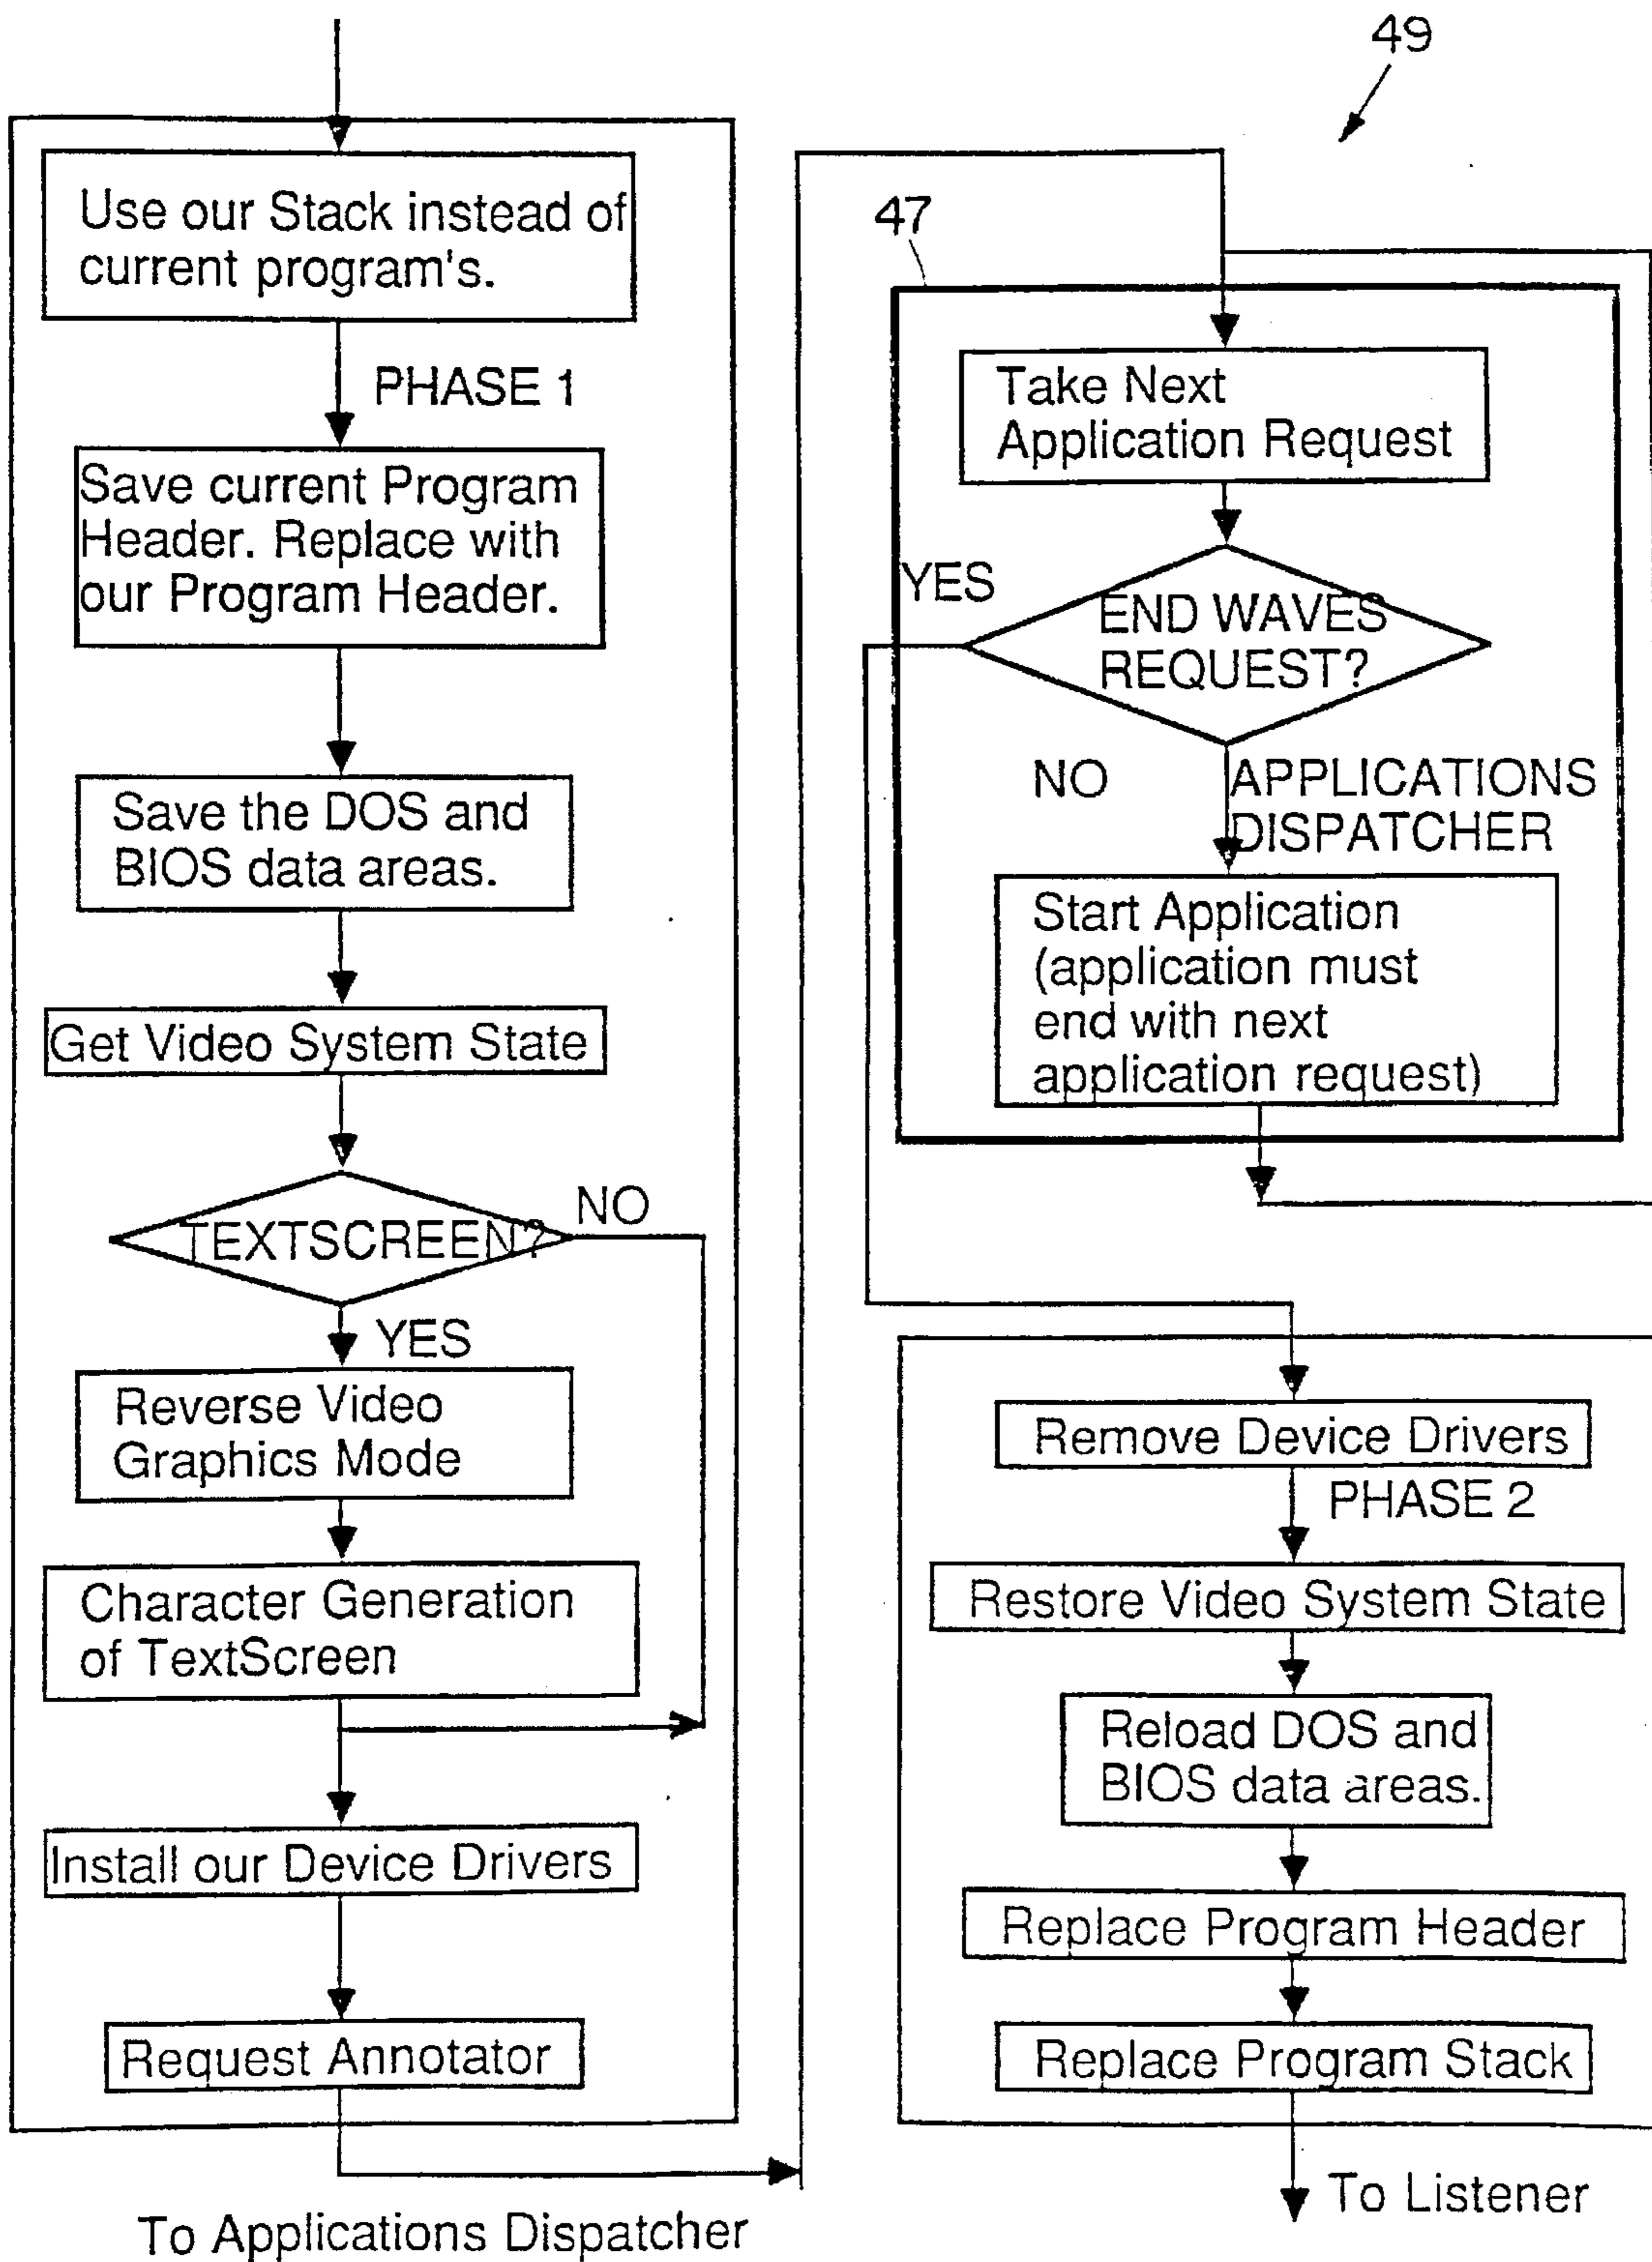 Use our Stack instead of
current program's.
PHASE 1
Save current Program
Header. Replace with
our Program Header.
Save the DOS and
BIOS data areas.
Get Video System State
TEXTSCREEN?
NO
YES
Reverse Video
Graphics Mode
Character Generation
of TextScreen
Install our Device Drivers
Request Annotator
To Applications Dispatcher
49
47
Take Next
Application Request
YES
END WAVES
REQUEST?
NO
APPLICATIONS
DISPATCHER
Start Application
(application must
end with next
application request)
Remove Device Drivers
PHASE 2
Restore Video System State
Reload DOS and
BIOS data areas.
Replace Program Header
Replace Program Stack
To Listener